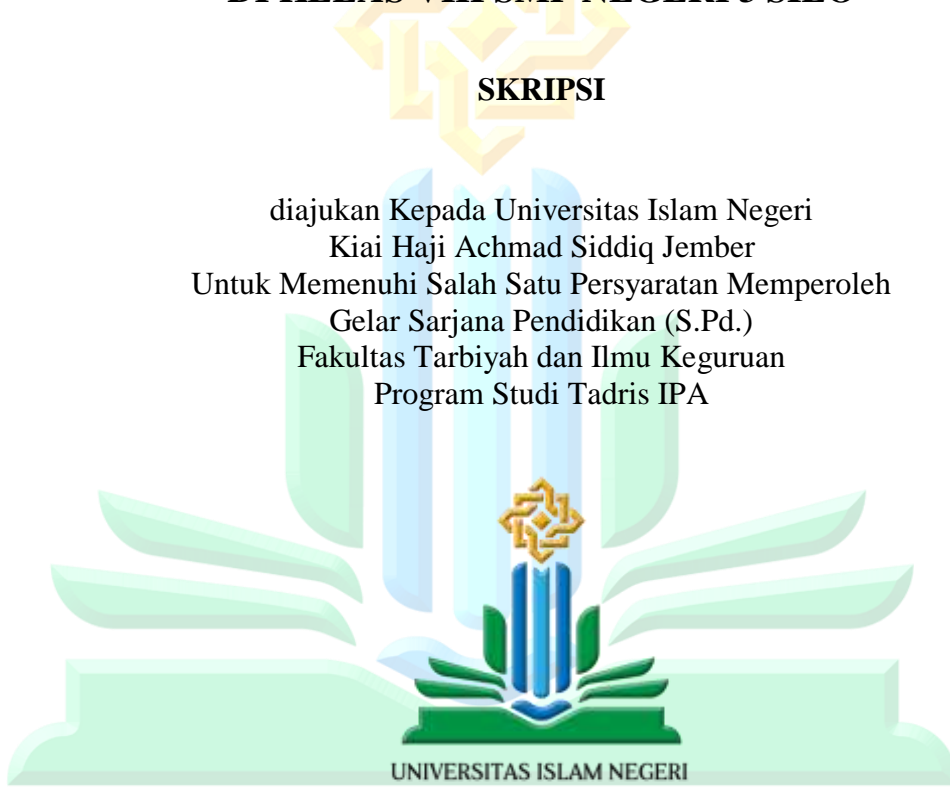 SKRIPSI
diajukan Kepada Universitas Islam Negeri
Kiai Haji Achmad Siddiq Jember
Untuk Memenuhi Salah Satu Persyaratan Memperoleh
Gelar Sarjana Pendidikan (S.Pd.)
Fakultas Tarbiyah dan Ilmu Keguruan
Program Studi Tadris IPA
UNIVERSITAS ISLAM NEGERI